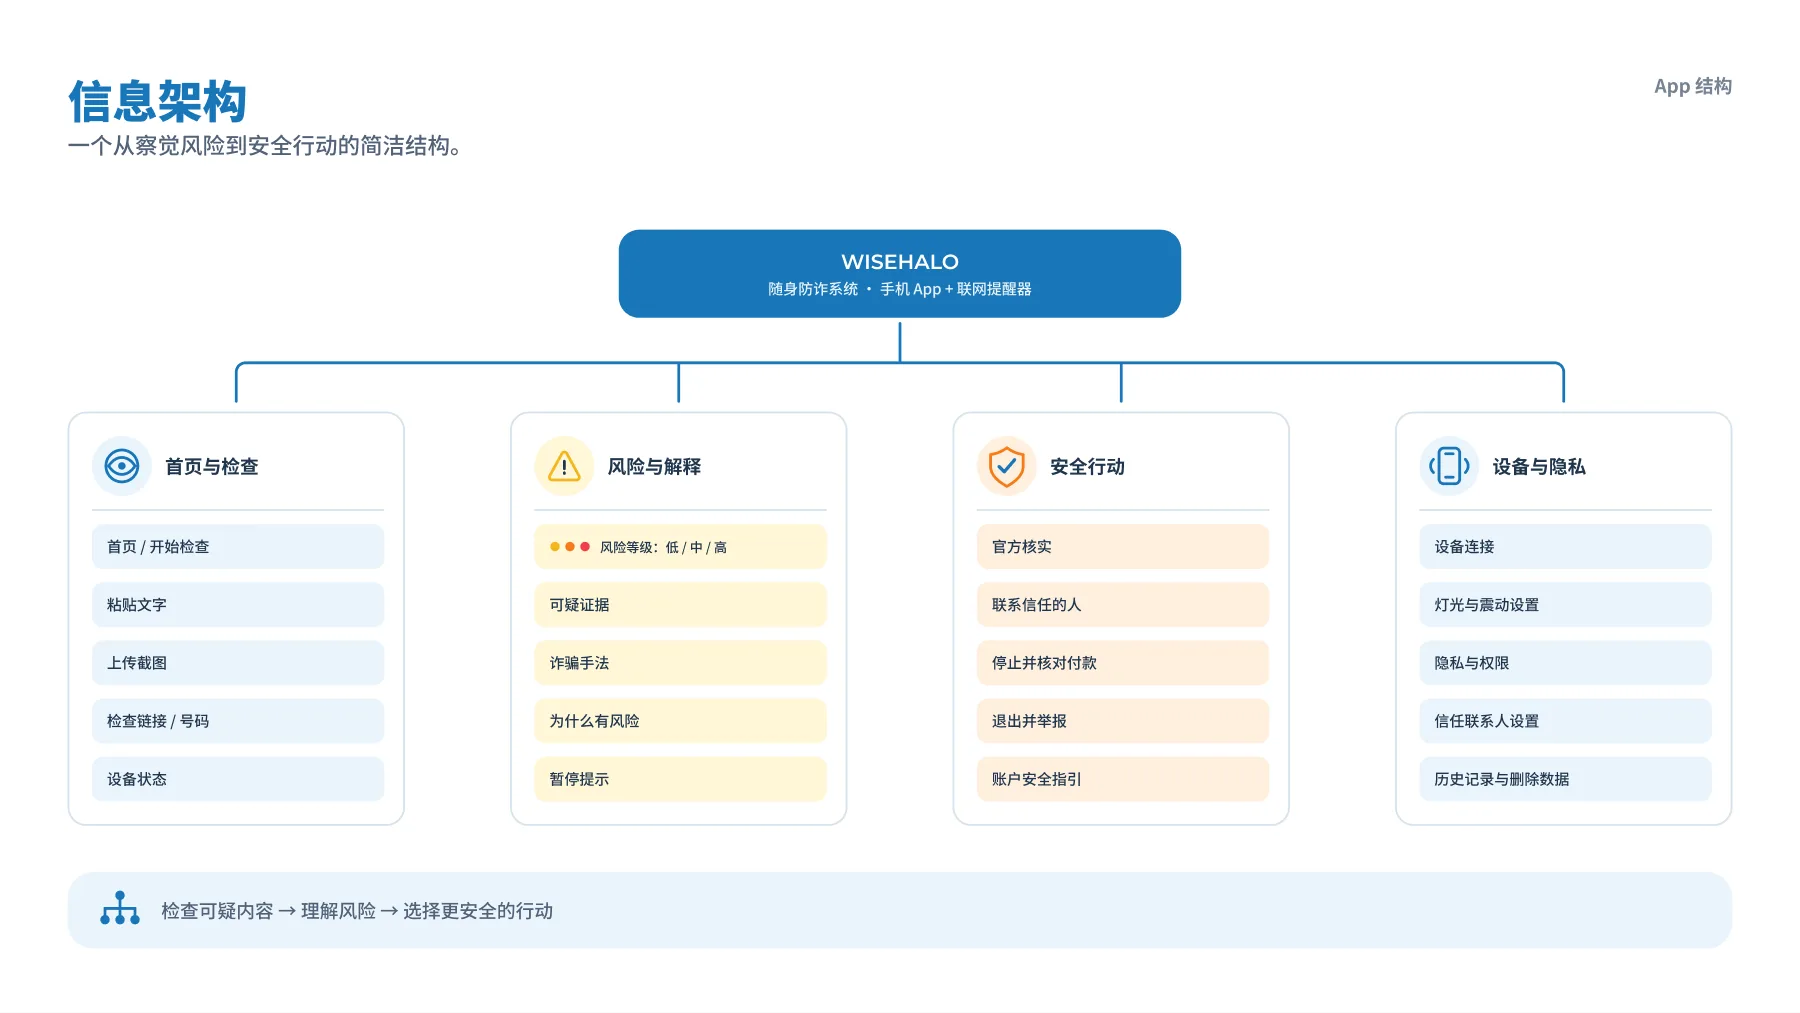 信息架构
App 结构
一个从察觉风险到安全行动的简洁结构。
WISEHALO
随身防诈系统 · 手机 App + 联网提醒器
首页与检查
首页 / 开始检查
粘贴文字
上传截图
检查链接 / 号码
设备状态
风险与解释
风险等级：低 / 中 / 高
可疑证据
诈骗手法
为什么有风险
暂停提示
安全行动
官方核实
联系信任的人
停止并核对付款
退出并举报
账户安全指引
设备与隐私
设备连接
灯光与震动设置
隐私与权限
信任联系人设置
历史记录与删除数据
检查可疑内容 → 理解风险 → 选择更安全的行动